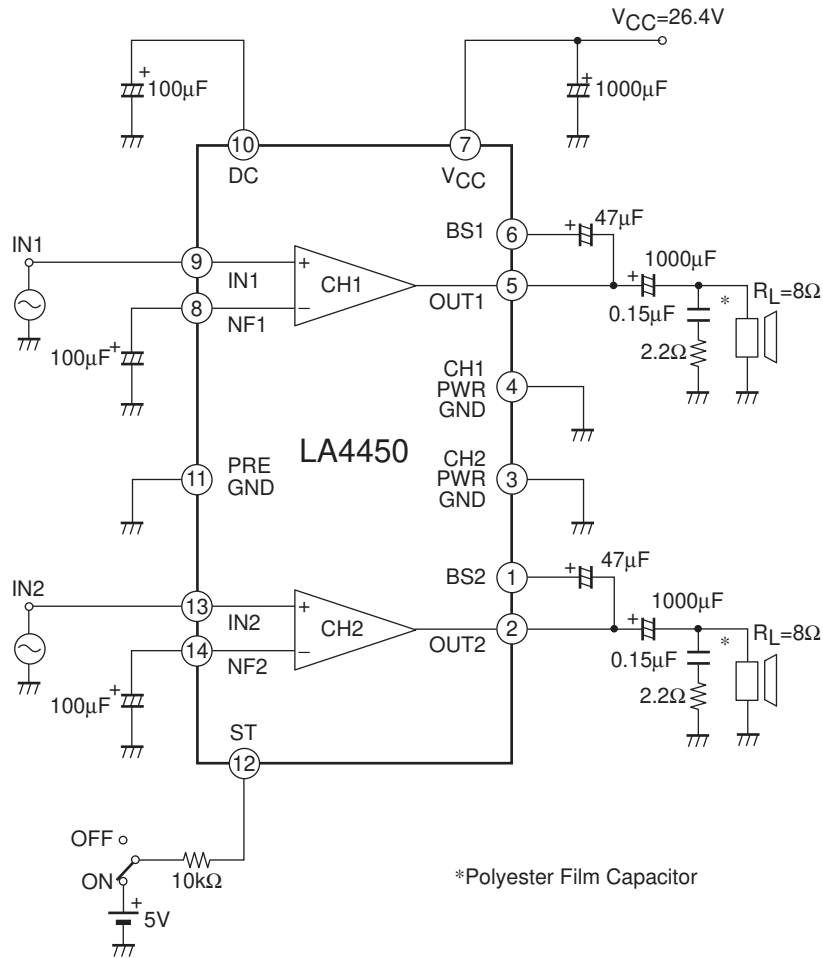 VCC=26.4V
+
100μF
+
1000μF
10
7
DC
VCC
BS1
6
+
47μF
IN1
9
IN1
+
CH1
OUT1
5
+
1000μF
0.15μF
*
RL=8Ω
8
NF1
−
100μF
+
2.2Ω
CH1
PWR
GND
4
LA4450
11
PRE
GND
CH2
PWR
GND
3
BS2
1
+
47μF
IN2
13
IN2
+
CH2
OUT2
2
+
1000μF
0.15μF
*
RL=8Ω
14
NF2
−
100μF
+
2.2Ω
ST
12
OFF
ON
10kΩ
+
5V
*Polyester Film Capacitor